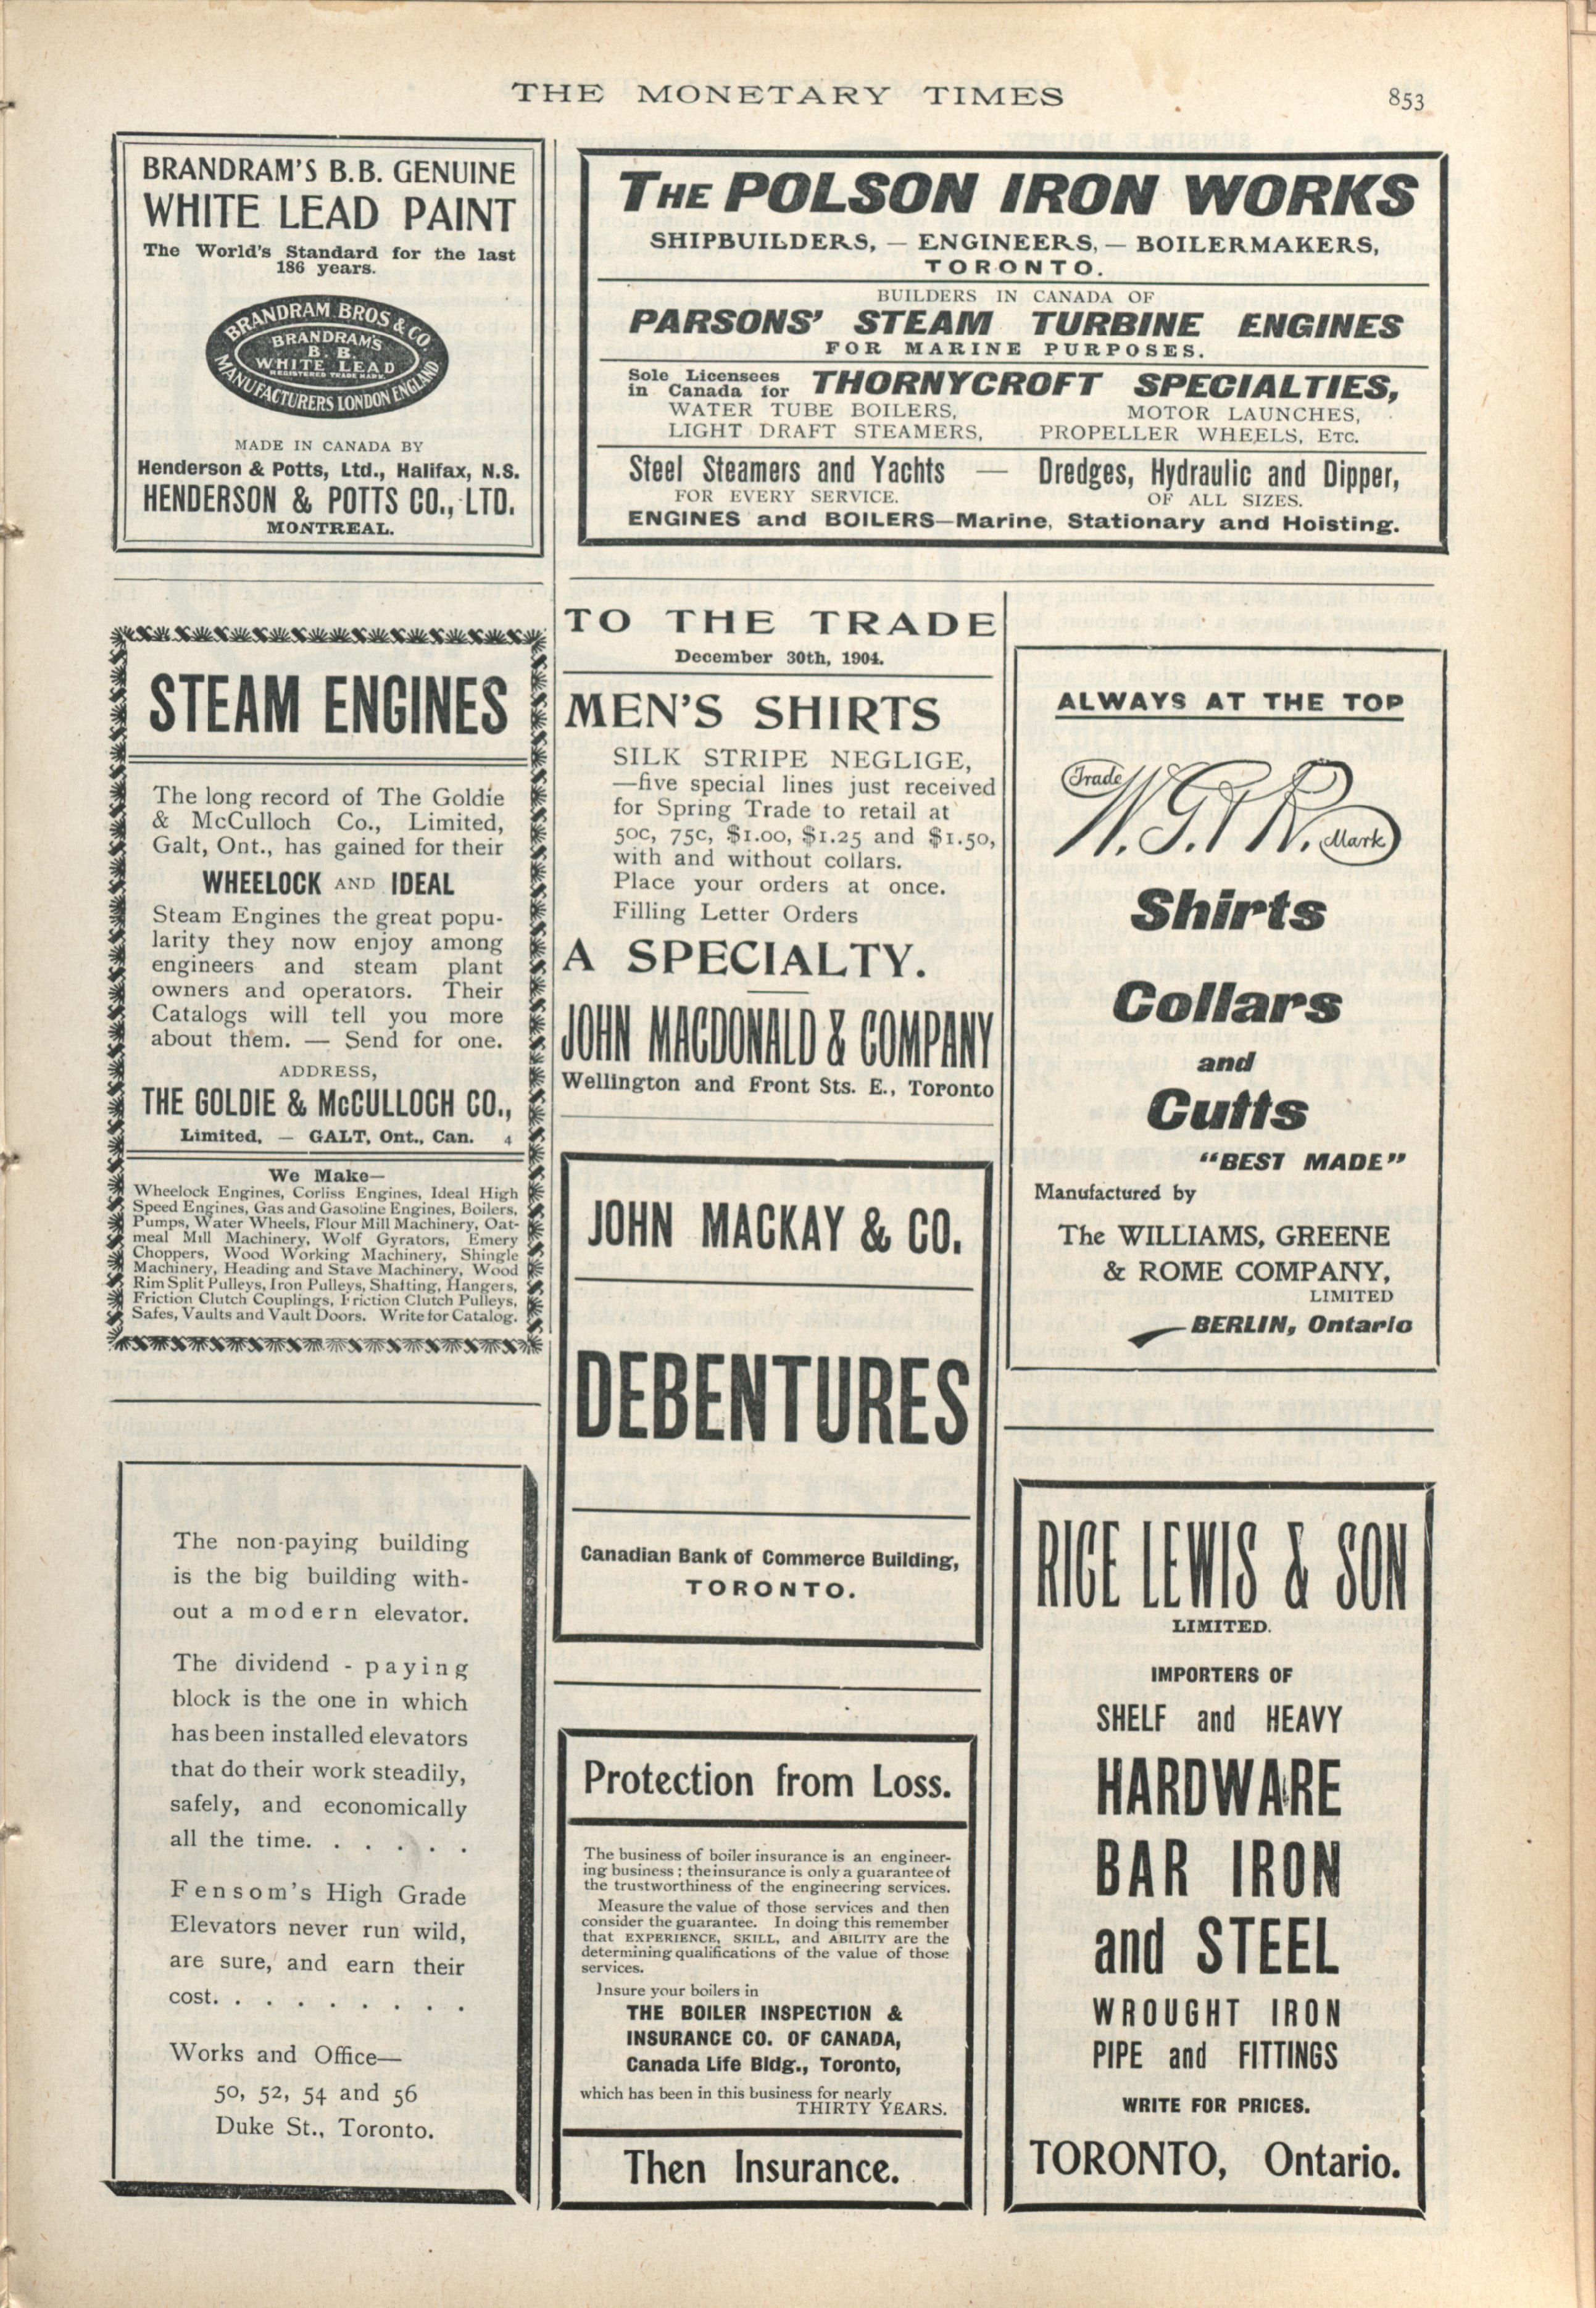 THE MONETARY TIMES
853
BRANDRAM'S B.B. GENUINE
WHITE LEAD PAINT
The World's Standard for the last
186 years.
BRANDRAM BROS & CO.
BRANDRAM'S
B. B.
WHITE LEAD
REGISTERED TRADE MARK.
MANUFACTURERS LONDON ENGLAND
MADE IN CANADA BY
Henderson & Potts, Ltd., Halifax, N.S.
HENDERSON & POTTS CO., LTD.
MONTREAL.
THE POLSON IRON WORKS
SHIPBUILDERS, — ENGINEERS, — BOILERMAKERS,
TORONTO.
BUILDERS IN CANADA OF
PARSONS' STEAM TURBINE ENGINES
FOR MARINE PURPOSES.
Sole Licensees
in Canada for THORNYCROFT SPECIALTIES,
WATER TUBE BOILERS, MOTOR LAUNCHES,
LIGHT DRAFT STEAMERS, PROPELLER WHEELS, ETC.
Steel Steamers and Yachts — Dredges, Hydraulic and Dipper,
FOR EVERY SERVICE. OF ALL SIZES.
ENGINES and BOILERS—Marine, Stationary and Hoisting.
STEAM ENGINES
The long record of The Goldie
& McCulloch Co., Limited,
Galt, Ont., has gained for their
WHEELOCK AND IDEAL
Steam Engines the great popu-
larity they now enjoy among
engineers and steam plant
owners and operators. Their
Catalogs will tell you more
about them. — Send for one.
ADDRESS,
THE GOLDIE & McCULLOCH CO.,
Limited, — GALT, Ont., Can. 4
We Make—
Wheelock Engines, Corliss Engines, Ideal High
Speed Engines, Gas and Gasoline Engines, Boilers,
Pumps, Water Wheels, Flour Mill Machinery, Oat-
meal Mill Machinery, Wolf Gyrators, Emery
Choppers, Wood Working Machinery, Shingle
Machinery, Heading and Stave Machinery, Wood
Rim Split Pulleys, Iron Pulleys, Shafting, Hangers,
Friction Clutch Couplings, Friction Clutch Pulleys,
Safes, Vaults and Vault Doors. Write for Catalog.
The non-paying building
is the big building with-
out a modern elevator.
The dividend - paying
block is the one in which
has been installed elevators
that do their work steadily,
safely, and economically
all the time. . . . . .
Fensom's High Grade
Elevators never run wild,
are sure, and earn their
cost. . . . . . . . .
Works and Office—
50, 52, 54 and 56
Duke St., Toronto.
TO THE TRADE
December 30th, 1904.
MEN'S SHIRTS
SILK STRIPE NEGLIGE,
—five special lines just received
for Spring Trade to retail at
50c, 75c, $1.00, $1.25 and $1.50,
with and without collars.
Place your orders at once.
Filling Letter Orders
A SPECIALTY.
JOHN MACDONALD & COMPANY
Wellington and Front Sts. E., Toronto
JOHN MACKAY & CO.
DEBENTURES
Canadian Bank of Commerce Building,
TORONTO.
Protection from Loss.
The business of boiler insurance is an engineer-
ing business ; the insurance is only a guarantee of
the trustworthiness of the engineering services.
Measure the value of those services and then
consider the guarantee. In doing this remember
that EXPERIENCE, SKILL, and ABILITY are the
determining qualifications of the value of those
services.
Insure your boilers in
THE BOILER INSPECTION &
INSURANCE CO. OF CANADA,
Canada Life Bldg., Toronto,
which has been in this business for nearly
THIRTY YEARS.
Then Insurance.
ALWAYS AT THE TOP
Trade W. G. & R. Mark
Shirts
Collars
and
Cuffs
"BEST MADE"
Manufactured by
The WILLIAMS, GREENE
& ROME COMPANY,
LIMITED
BERLIN, Ontario
RICE LEWIS & SON
LIMITED.
IMPORTERS OF
SHELF and HEAVY
HARDWARE
BAR IRON
and STEEL
WROUGHT IRON
PIPE and FITTINGS
WRITE FOR PRICES.
TORONTO, Ontario.